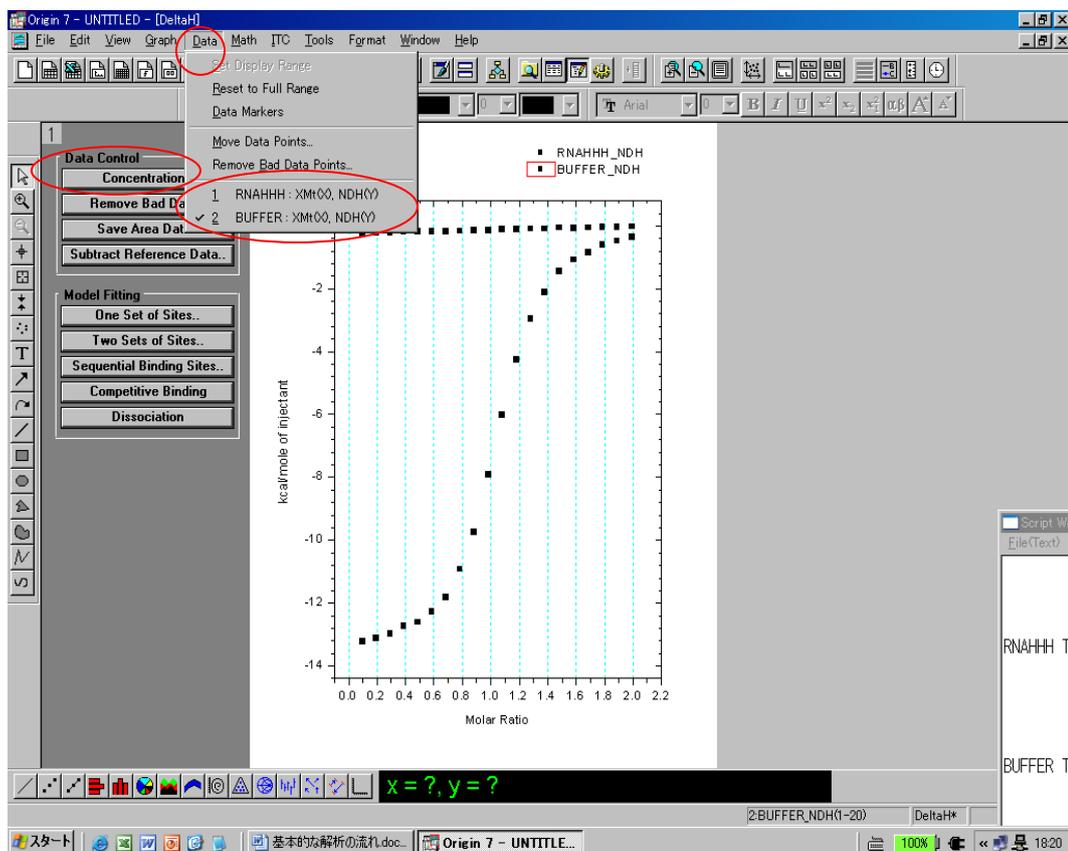 Origin 7 - UNTITLED - [DeltaH]
File Edit View Graph Data Math ITC Tools Format Window Help
Set Display Range
Reset to Full Range
Data Markers
Move Data Points...
Remove Bad Data Points...
1 RNAHHH : XMt(X), NDH(Y)
✓ 2 BUFFER : XMt(X), NDH(Y)
0 0
Arial 0 B I U x² x₂ αβ A A
1
Data Control
Concentration
Remove Bad Da
Save Area Dat
Subtract Reference Data..
Model Fitting
One Set of Sites..
Two Sets of Sites..
Sequential Binding Sites..
Competitive Binding
Dissociation
RNAHHH_NDH
BUFFER_NDH
-2
-4
-6
-8
-10
-12
-14
kcal/mole of injectant
0.0 0.2 0.4 0.6 0.8 1.0 1.2 1.4 1.6 1.8 2.0 2.2
Molar Ratio
Script W
File(Text)
RNAHHH T
BUFFER T
x = ?, y = ?
2:BUFFER_NDH(1-20) DeltaH*
スタート 基本的な解析の流れ.doc... Origin 7 - UNTITLE... 100% « 18:20